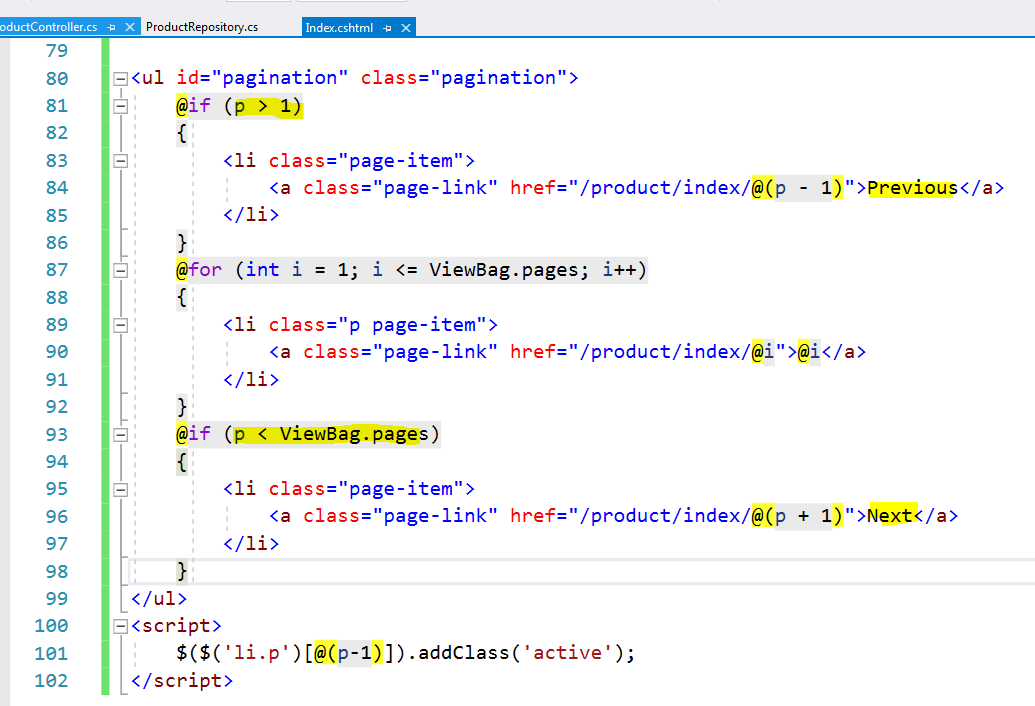 oductController.cs ProductRepository.cs Index.cshtml
79
80 <ul id="pagination" class="pagination">
81 @if (p > 1)
82 {
83 <li class="page-item">
84 <a class="page-link" href="/product/index/@(p - 1)">Previous</a>
85 </li>
86 }
87 @for (int i = 1; i <= ViewBag.pages; i++)
88 {
89 <li class="p page-item">
90 <a class="page-link" href="/product/index/@i">@i</a>
91 </li>
92 }
93 @if (p < ViewBag.pages)
94 {
95 <li class="page-item">
96 <a class="page-link" href="/product/index/@(p + 1)">Next</a>
97 </li>
98 }
99 </ul>
100 <script>
101 $($('li.p')[@(p-1)]).addClass('active');
102 </script>